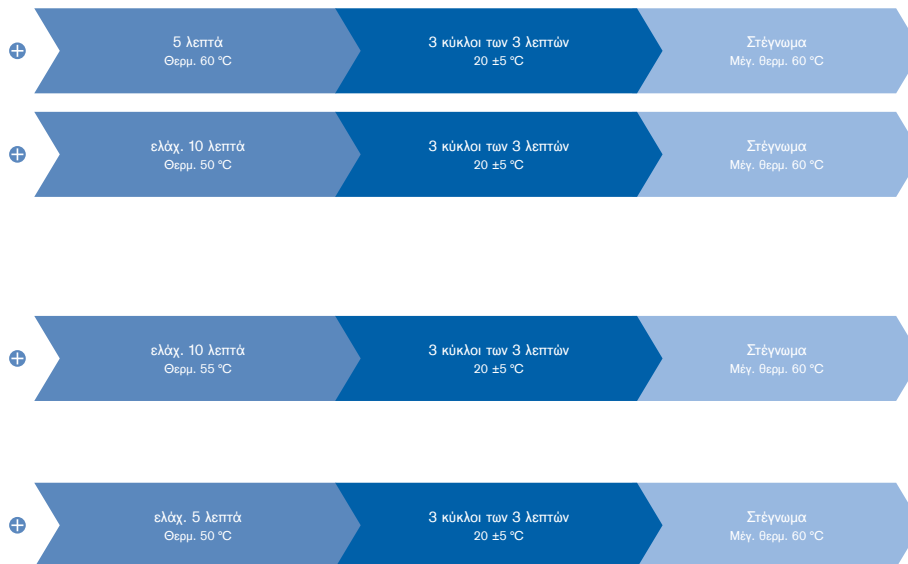 5 λεπτά
Θερμ. 60 °C
3 κύκλοι των 3 λεπτών
20 ±5 °C
Στέγνωμα
Μέγ. θερμ. 60 °C
ελάχ. 10 λεπτά
Θερμ. 50 °C
3 κύκλοι των 3 λεπτών
20 ±5 °C
Στέγνωμα
Μέγ. θερμ. 60 °C
ελάχ. 10 λεπτά
Θερμ. 55 °C
3 κύκλοι των 3 λεπτών
20 ±5 °C
Στέγνωμα
Μέγ. θερμ. 60 °C
ελάχ. 5 λεπτά
Θερμ. 50 °C
3 κύκλοι των 3 λεπτών
20 ±5 °C
Στέγνωμα
Μέγ. θερμ. 60 °C